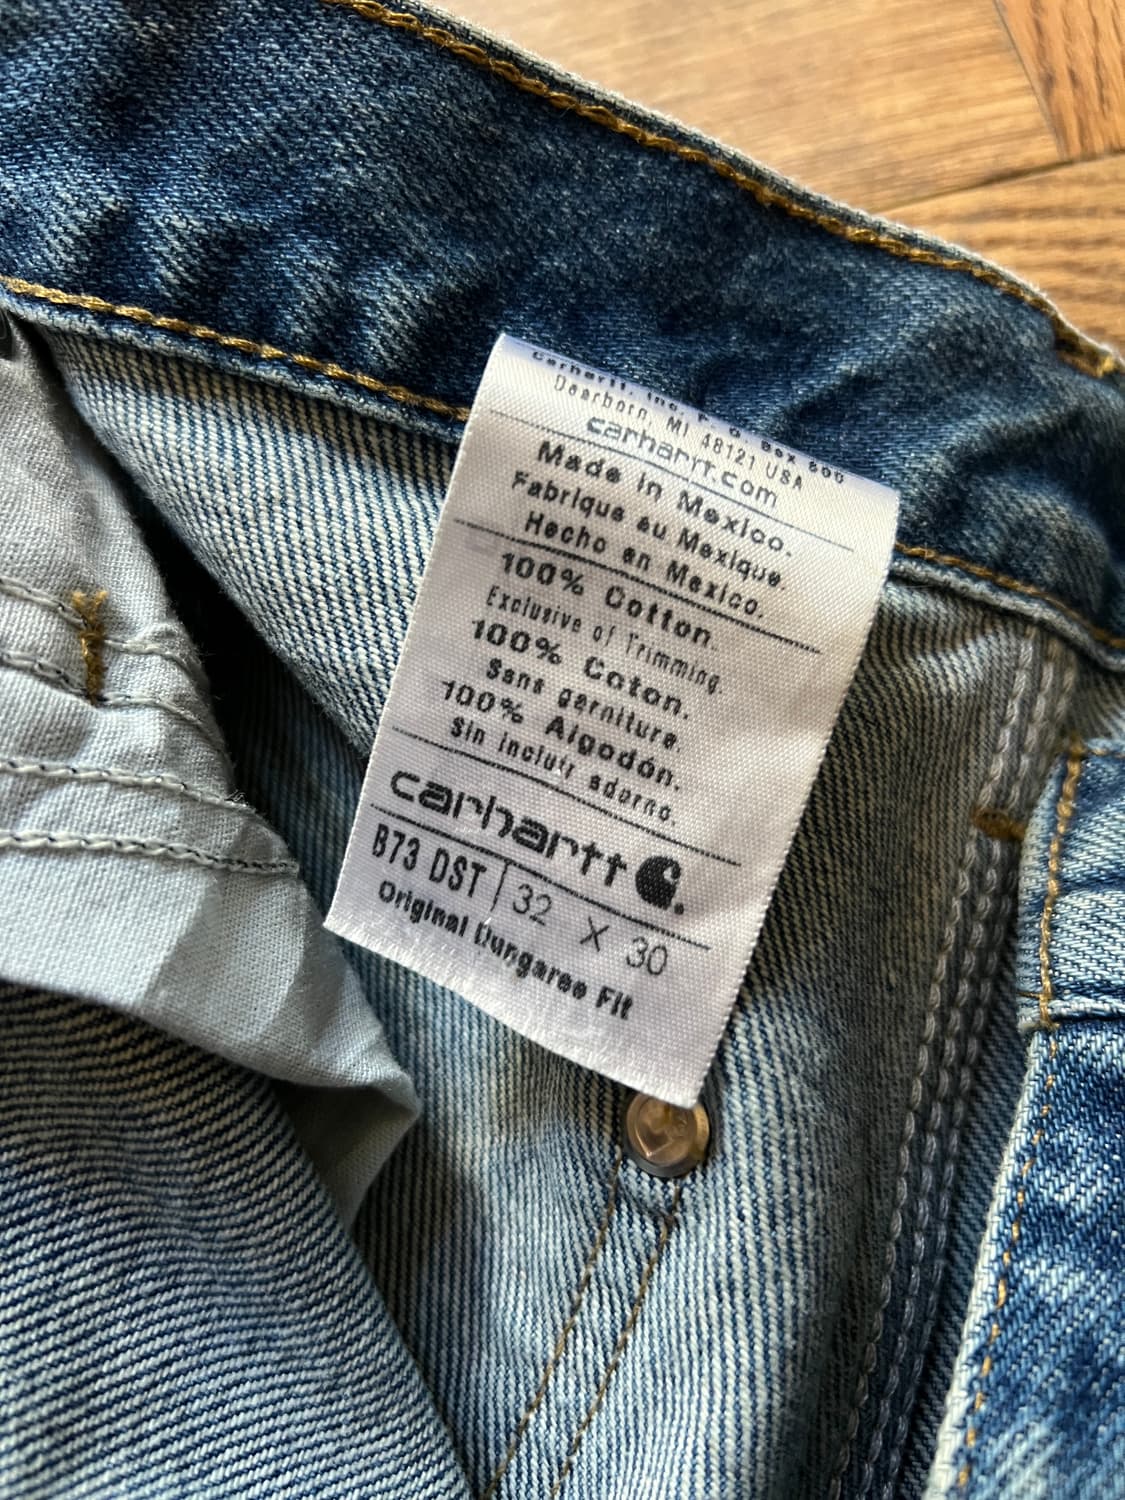 Carhartt, Inc. P. O. Box 600
Dearborn, MI 48121 USA
carhartt.com
Made in Mexico.
Fabrique au Mexique.
Hecho en Mexico.
100% Cotton.
Exclusive of Trimming.
100% Coton.
Sans garniture.
100% Algodón.
Sin incluir adorno.
carhartt
B73 DST | 32 X 30
Original Dungaree Fit